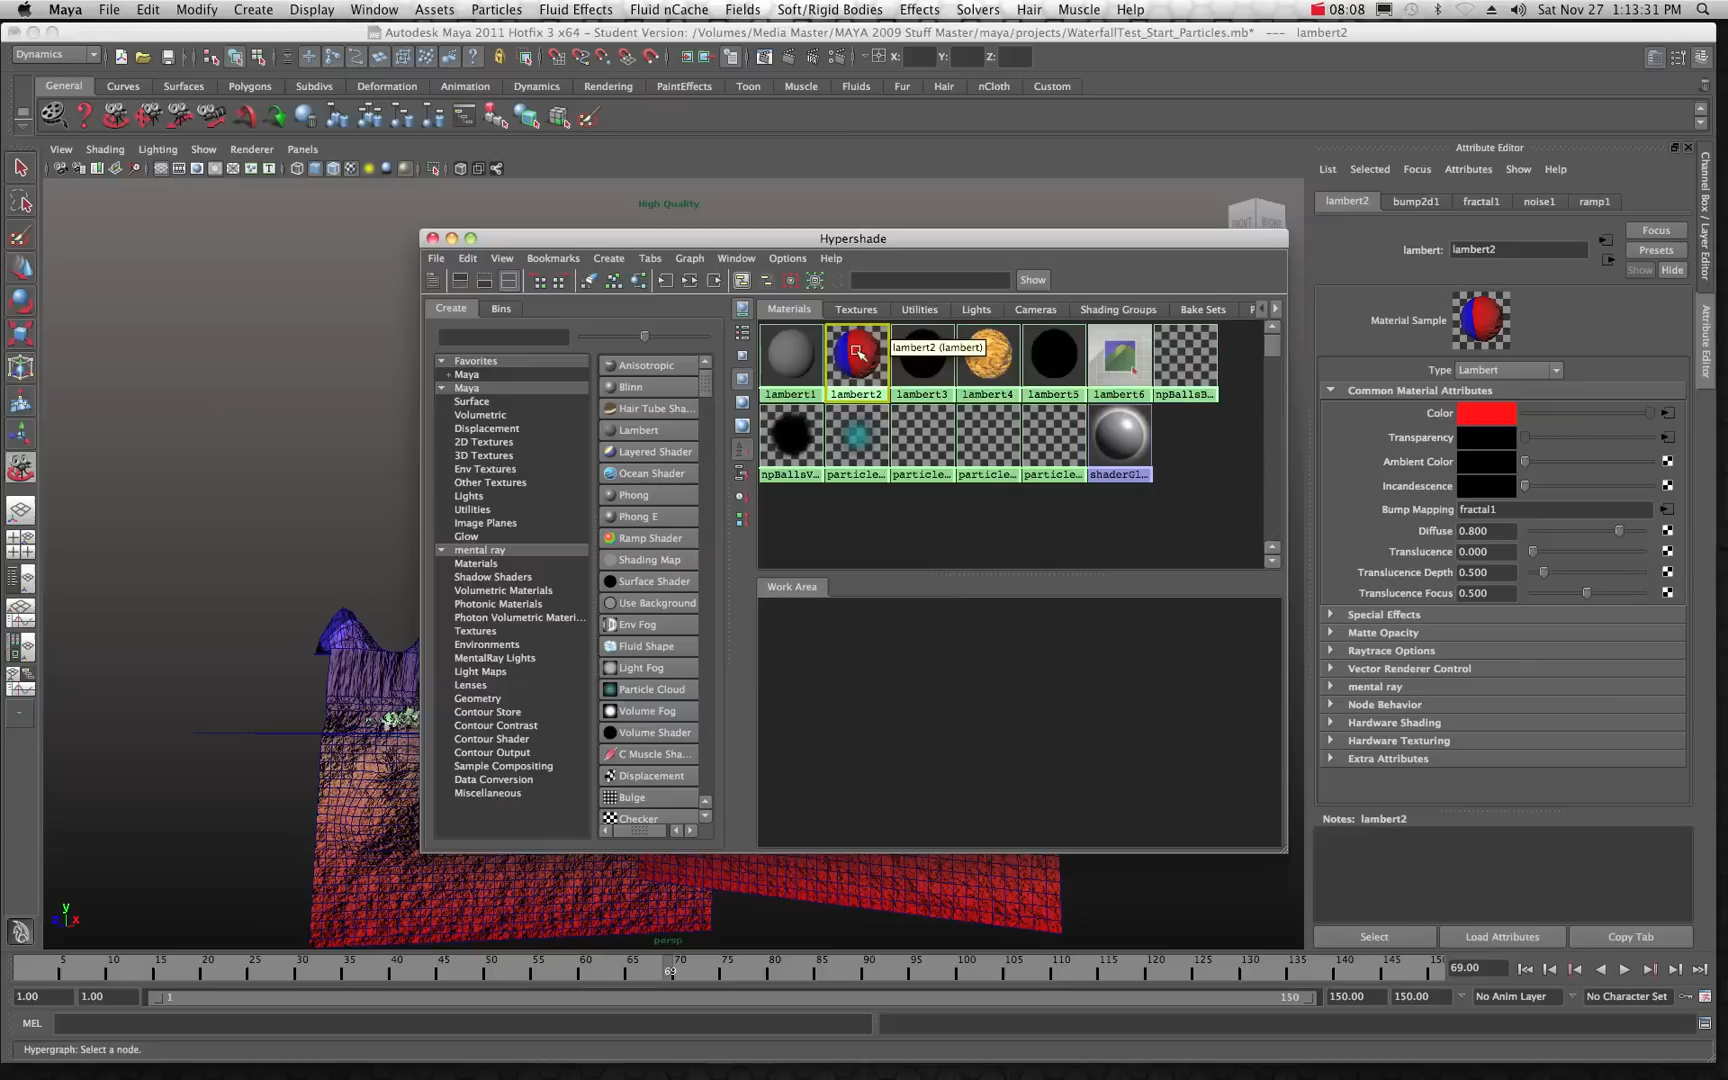 Maya File Edit Modify Create Display Window Assets Particles Fluid Effects Fluid nCache Fields Soft/Rigid Bodies Effects Solvers Hair Muscle Help 08:08 Sat Nov 27 1:13:31 PM
Autodesk Maya 2011 Hotfix 3 x64 - Student Version: /Volumes/Media Master/MAYA 2009 Stuff Master/maya/projects/WaterfallTest_Start_Particles.mb* --- lambert2
Dynamics X: Y: Z:
General Curves Surfaces Polygons Subdivs Deformation Animation Dynamics Rendering PaintEffects Toon Muscle Fluids Fur Hair nCloth Custom
View Shading Lighting Show Renderer Panels
High Quality
FRONT RIGHT
Hypershade
File Edit View Bookmarks Create Tabs Graph Window Options Help
Show
Create Bins
Favorites
+ Maya
Maya
Surface
Volumetric
Displacement
2D Textures
3D Textures
Env Textures
Other Textures
Lights
Utilities
Image Planes
Glow
mental ray
Materials
Shadow Shaders
Volumetric Materials
Photonic Materials
Photon Volumetric Materi...
Textures
Environments
MentalRay Lights
Light Maps
Lenses
Geometry
Contour Store
Contour Contrast
Contour Shader
Contour Output
Sample Compositing
Data Conversion
Miscellaneous
Anisotropic
Blinn
Hair Tube Sha...
Lambert
Layered Shader
Ocean Shader
Phong
Phong E
Ramp Shader
Shading Map
Surface Shader
Use Background
Env Fog
Fluid Shape
Light Fog
Particle Cloud
Volume Fog
Volume Shader
C Muscle Sha...
Displacement
Bulge
Checker
Materials Textures Utilities Lights Cameras Shading Groups Bake Sets F
lambert2 (lambert)
lambert1 lambert2 lambert3 lambert4 lambert5 lambert6 npBallsB...
npBallsV... particle... particle... particle... particle... shaderGl...
Work Area
Attribute Editor
List Selected Focus Attributes Show Help
lambert2 bump2d1 fractal1 noise1 ramp1
lambert: lambert2
Focus
Presets
Show Hide
Material Sample
Type Lambert
Common Material Attributes
Color
Transparency
Ambient Color
Incandescence
Bump Mapping fractal1
Diffuse 0.800
Translucence 0.000
Translucence Depth 0.500
Translucence Focus 0.500
Special Effects
Matte Opacity
Raytrace Options
Vector Renderer Control
mental ray
Node Behavior
Hardware Shading
Hardware Texturing
Extra Attributes
Notes: lambert2
Select Load Attributes Copy Tab
Channel Box / Layer Editor
Attribute Editor
y
z x
persp
5 10 15 20 25 30 35 40 45 50 55 60 65 70 75 80 85 90 95 100 105 110 115 120 125 130 135 140 145 15
69
69.00
1.00 1.00 1 150 150.00 150.00 No Anim Layer No Character Set
MEL
Hypergraph: Select a node.